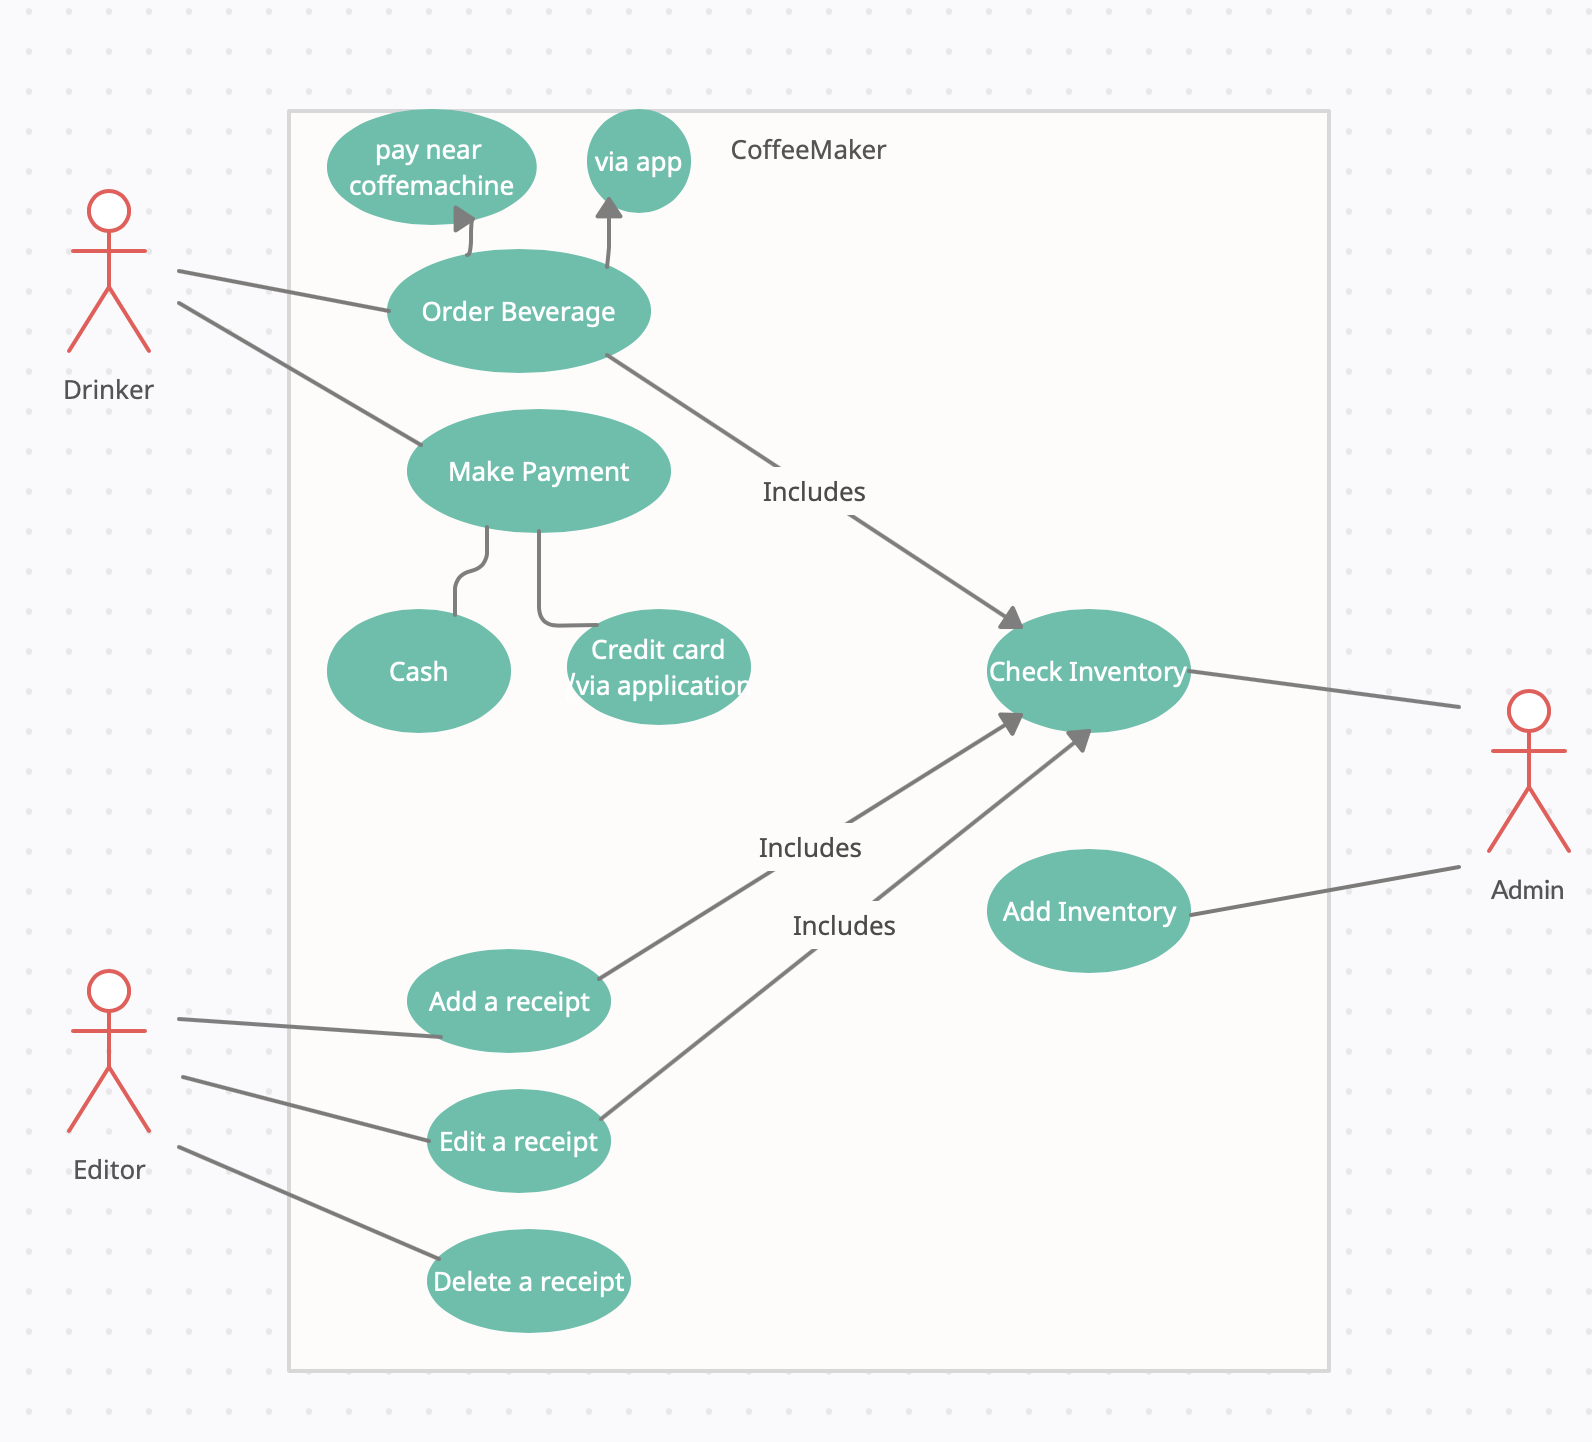 pay near
coffemachine
via app
CoffeeMaker
Order Beverage
Drinker
Make Payment
Includes
Cash
Credit card
/via application
Check Inventory
Includes
Add Inventory
Admin
Includes
Add a receipt
Edit a receipt
Editor
Delete a receipt